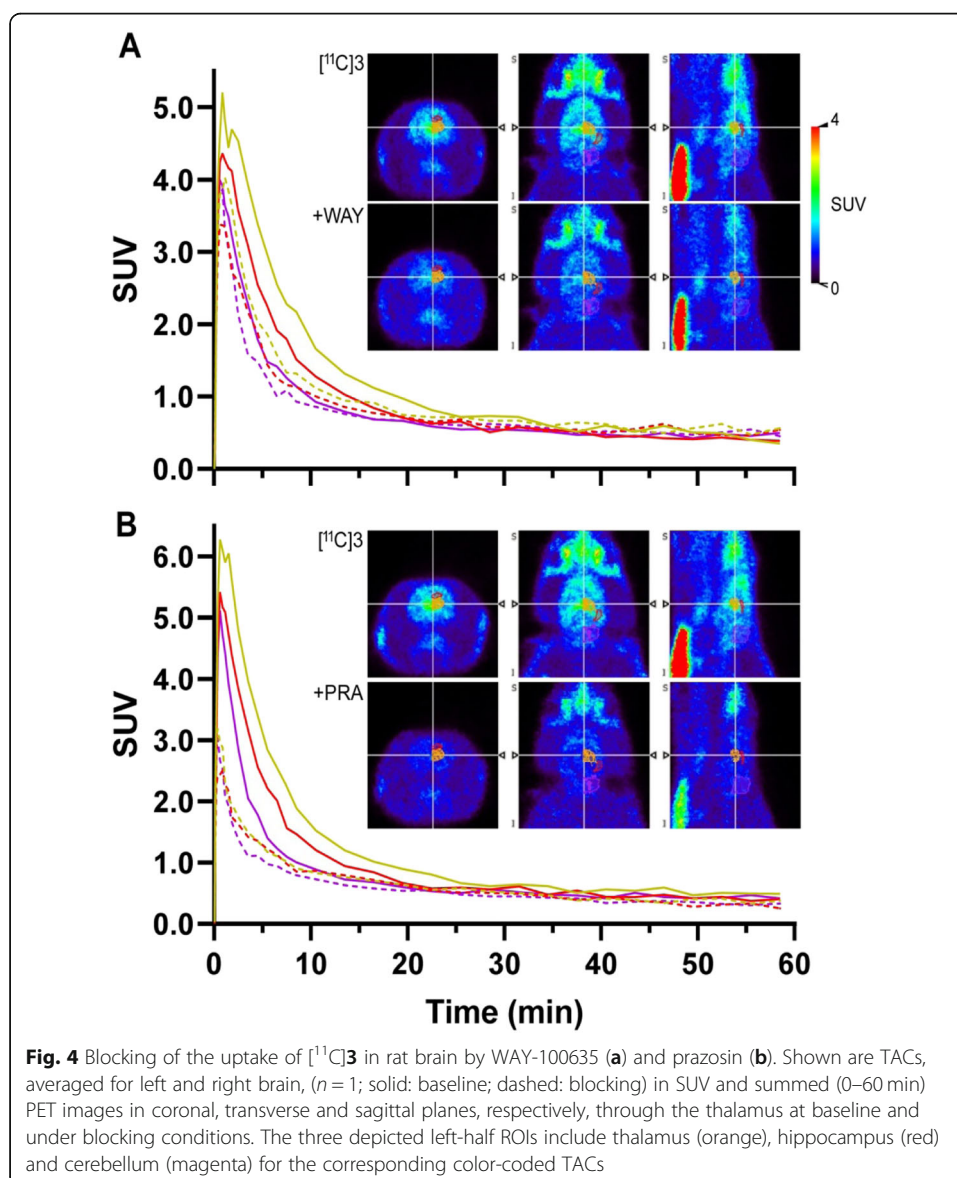 A
[¹¹C]3
S
S
5.0
4.0
3.0
2.0
1.0
0.0
SUV
I
I
+WAY
S
S
I
I
4
SUV
0
B
[¹¹C]3
S
S
6.0
5.0
4.0
3.0
2.0
1.0
0.0
SUV
I
I
+PRA
S
S
I
I
0 10 20 30 40 50 60
Time (min)
Fig. 4 Blocking of the uptake of [¹¹C]3 in rat brain by WAY-100635 (a) and prazosin (b). Shown are TACs,
averaged for left and right brain, (n = 1; solid: baseline; dashed: blocking) in SUV and summed (0–60 min)
PET images in coronal, transverse and sagittal planes, respectively, through the thalamus at baseline and
under blocking conditions. The three depicted left-half ROIs include thalamus (orange), hippocampus (red)
and cerebellum (magenta) for the corresponding color-coded TACs